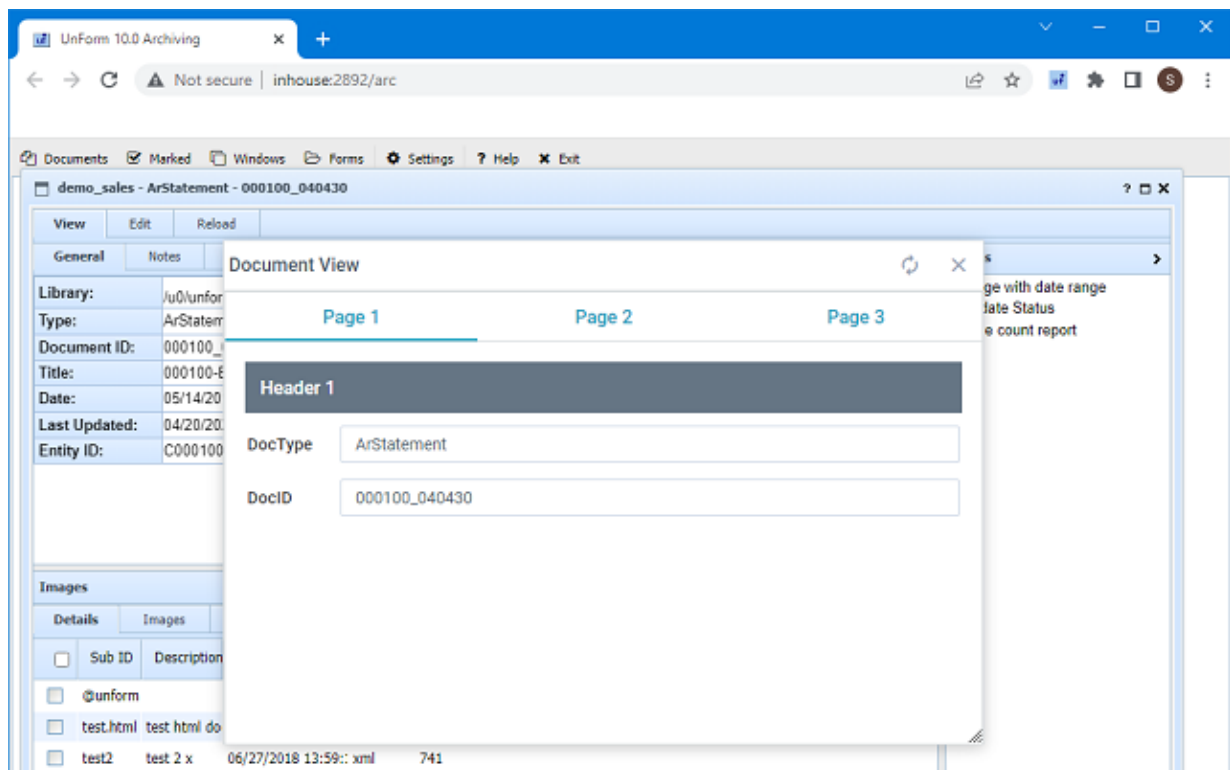 UnForm 10.0 Archiving
Not secure | inhouse:2892/arc
S
Documents Marked Windows Forms Settings ? Help Exit
demo_sales - ArStatement - 000100_040430
View Edit Reload
General Notes
Library: /u0/unfor
Type: ArStatem
Document ID: 000100_
Title: 000100-
Date: 05/14/20
Last Updated: 04/20/20
Entity ID: C000100
ge with date range
date Status
e count report
Document View
Page 1 Page 2 Page 3
Header 1
DocType ArStatement
DocID 000100_040430
Images
Details Images
Sub ID Description
@unform
test.html test html do
test2 test 2 x 06/27/2018 13:59:: xml 741